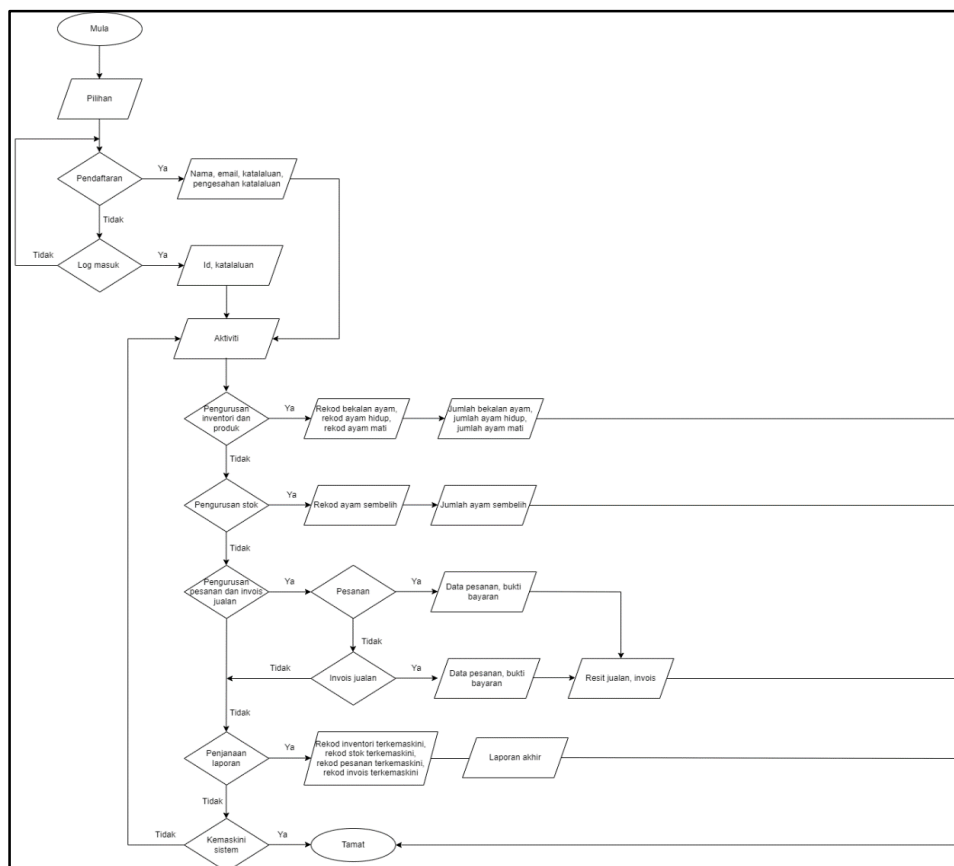 Mula
Pilihan
Pendaftaran
Ya
Nama, email, katalaluan,
pengesahan katalaluan
Tidak
Tidak
Log masuk
Ya
Id, katalaluan
Aktiviti
Pengurusan
inventori dan
produk
Ya
Rekod bekalan ayam,
rekod ayam hidup,
rekod ayam mati
Jumlah bekalan ayam,
jumlah ayam hidup,
jumlah ayam mati
Tidak
Pengurusan stok
Ya
Rekod ayam sembelih
Jumlah ayam sembelih
Tidak
Pengurusan
pesanan dan invois
jualan
Ya
Pesanan
Ya
Data pesanan, bukti
bayaran
Tidak
Tidak
Invois jualan
Ya
Data pesanan, bukti
bayaran
Resit jualan, invois
Tidak
Penjanaan
laporan
Ya
Rekod inventori terkemaskini,
rekod stok terkemaskini,
rekod pesanan terkemaskini,
rekod invois terkemaskini
Laporan akhir
Tidak
Tidak
Kemaskini
sistem
Ya
Tamat